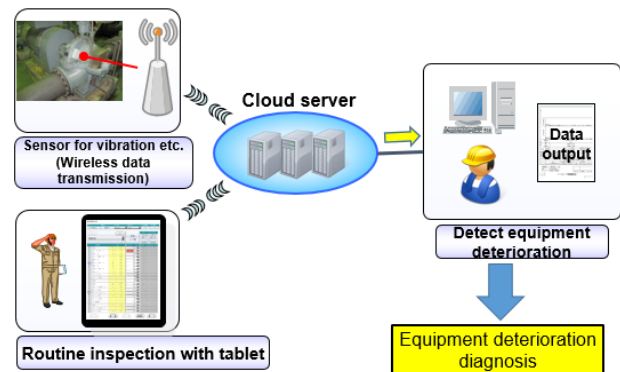 Cloud server
Sensor for vibration etc.
(Wireless data
transmission)
Data
output
Detect equipment
deterioration
Routine inspection with tablet
Equipment deterioration
diagnosis